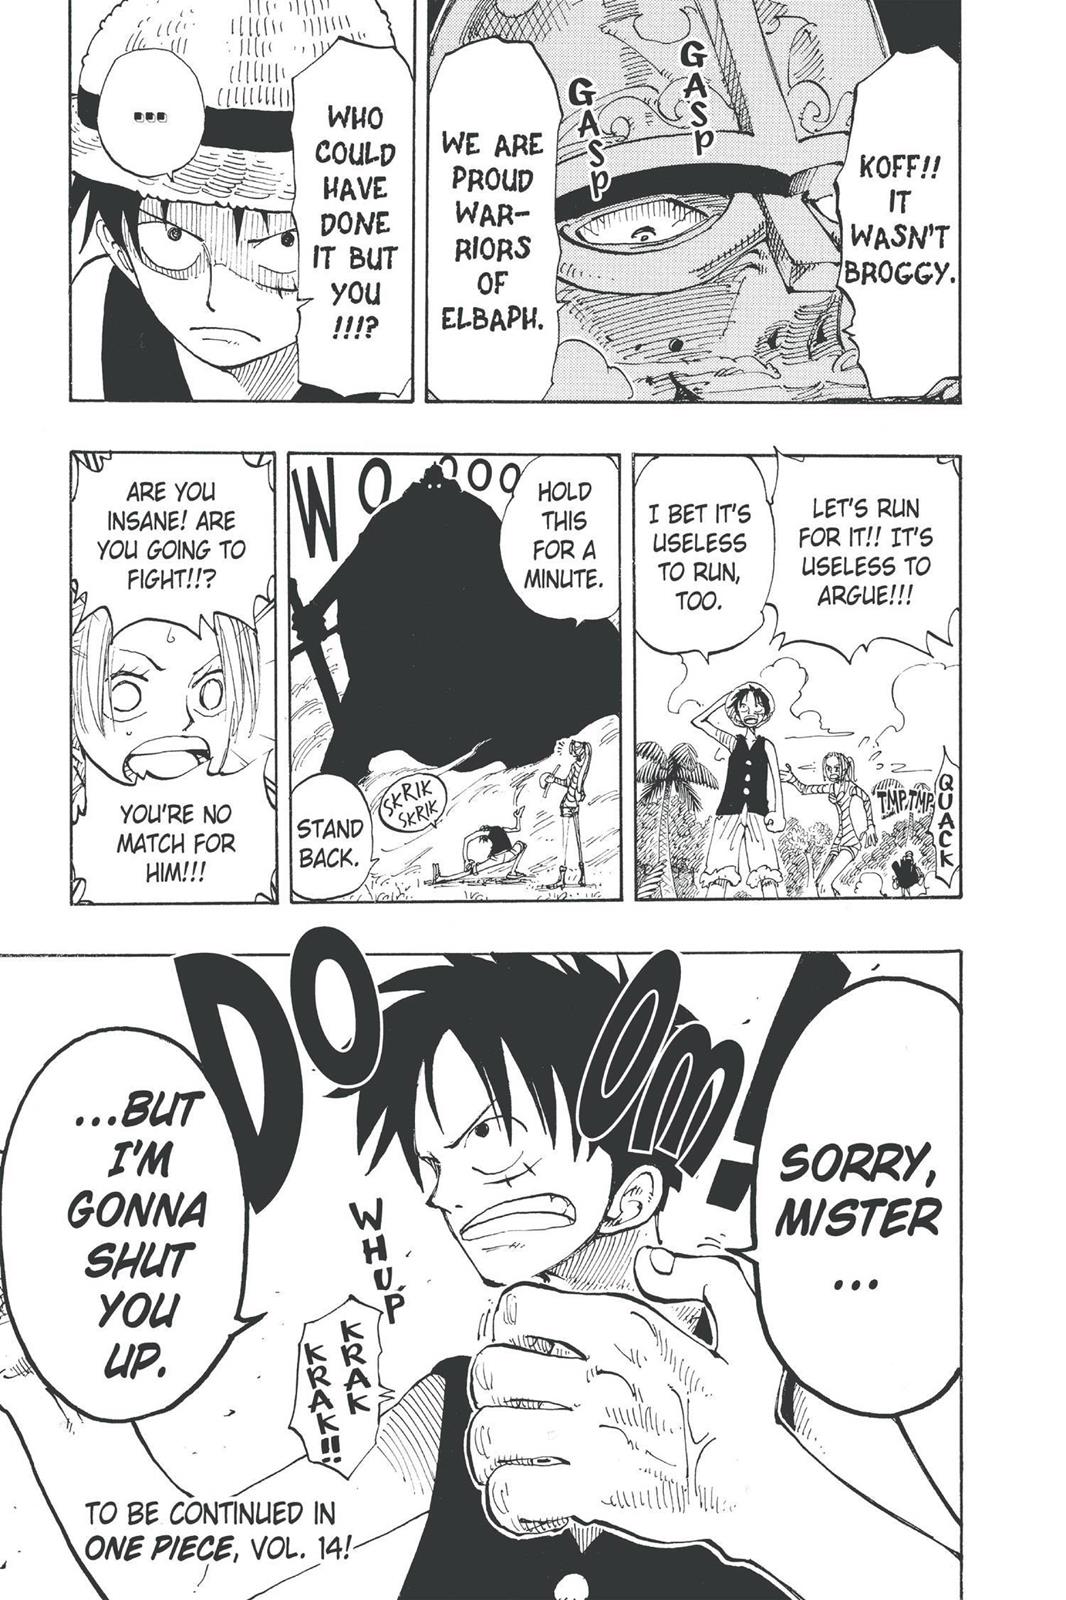 KOFF!!
IT
WASN'T
BROGGY.
GASP
GASP
WE ARE
PROUD
WAR-
RIORS
OF
ELBAPH.
WHO
COULD
HAVE
DONE
IT BUT
YOU
!!!?
...
LET'S RUN
FOR IT!! IT'S
USELESS TO
ARGUE!!!
I BET IT'S
USELESS
TO RUN,
TOO.
TMP, TMP
QUACK
WOOOO
HOLD
THIS
FOR A
MINUTE.
SKRIK
SKRIK
STAND
BACK.
ARE YOU
INSANE! ARE
YOU GOING TO
FIGHT!!?
YOU'RE NO
MATCH FOR
HIM!!!
DOOM!!
SORRY,
MISTER
...
WHUP
KRAK
KRAK!!
...BUT
I'M
GONNA
SHUT
YOU
UP.
TO BE CONTINUED IN
ONE PIECE, VOL. 14!